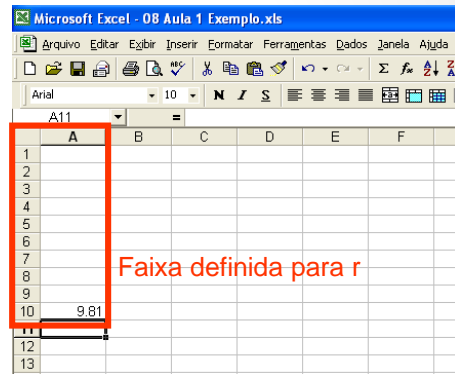 Microsoft Excel - 08 Aula 1 Exemplo.xls
Arquivo Editar Exibir Inserir Formatar Ferramentas Dados Janela Ajuda
Arial 10 N I S
A11 =
A B C D E F
1
2
3
4
5
6
7
Faixa definida para r
8
9
10 9.81
11
12
13